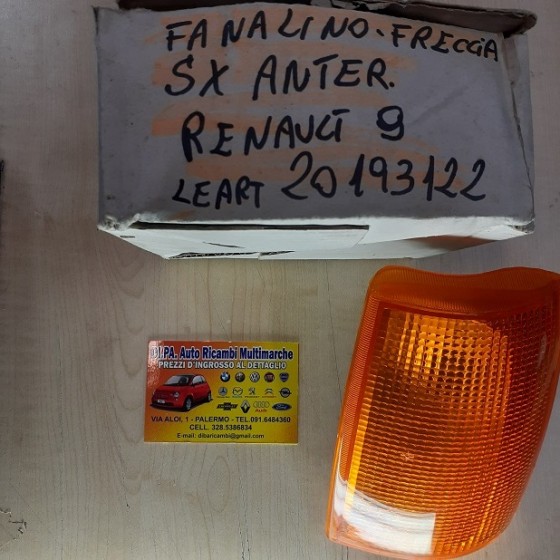 FANALINO-FRECCIA
SX ANTER.
RENAULT 9
LEART 20193122
DI.PA. Auto Ricambi Multimarche
PREZZI D'INGROSSO AL DETTAGLIO
VIA ALOI, 1 - PALERMO - TEL.091.6484360
CELL. 328.5386834
E-mail: dibaricambi@gmail.com